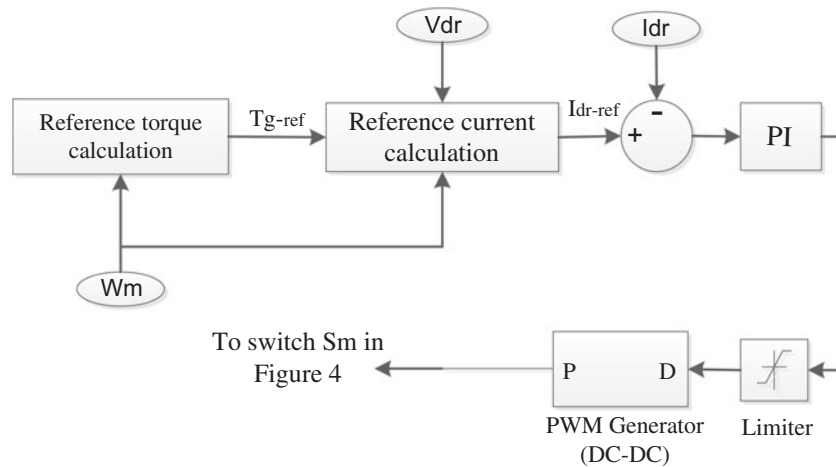 Vdr
Idr
Reference torque
calculation
Tg-ref
Reference current
calculation
Idr-ref
+
-
PI
Wm
To switch Sm in
Figure 4
P
D
PWM Generator
(DC-DC)
Limiter